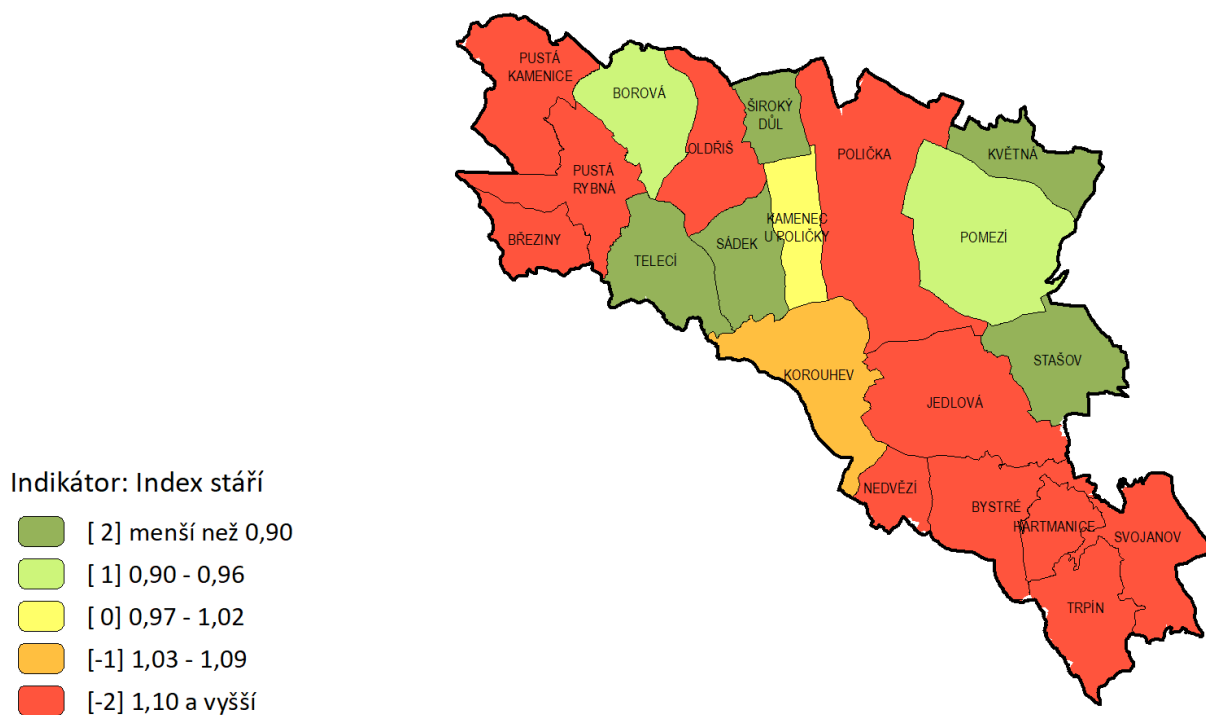 PUSTÁ
KAMENICE
BOROVÁ
ŠIROKÝ
DŮL
OLDŘIŠ
POLIČKA
KVĚTNÁ
PUSTÁ
RYBNÁ
KAMENEC
U POLIČKY
BŘEZINY
SÁDEK
POMEZÍ
TELECÍ
STAŠOV
KOROUHEV
JEDLOVÁ
NEDVĚZÍ
BYSTRÉ
HARTMANICE
SVOJANOV
TRPÍN
Indikátor: Index stáří
[ 2] menší než 0,90
[ 1] 0,90 - 0,96
[ 0] 0,97 - 1,02
[-1] 1,03 - 1,09
[-2] 1,10 a vyšší